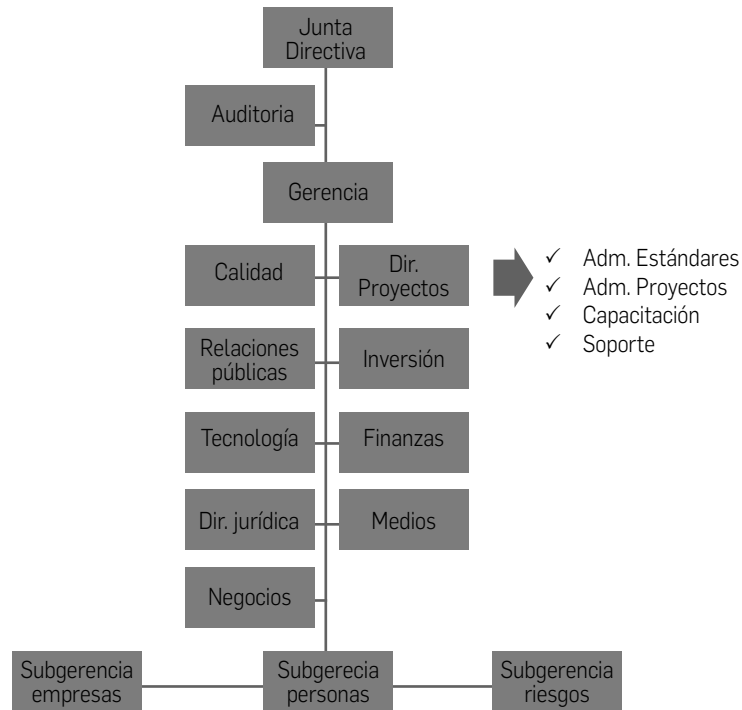 Junta
Directiva
Auditoria
Gerencia
Calidad
Dir.
Proyectos
✓ Adm. Estándares
✓ Adm. Proyectos
✓ Capacitación
✓ Soporte
Relaciones
públicas
Inversión
Tecnología
Finanzas
Dir. jurídica
Medios
Negocios
Subgerencia
empresas
Subgerecia
personas
Subgerencia
riesgos